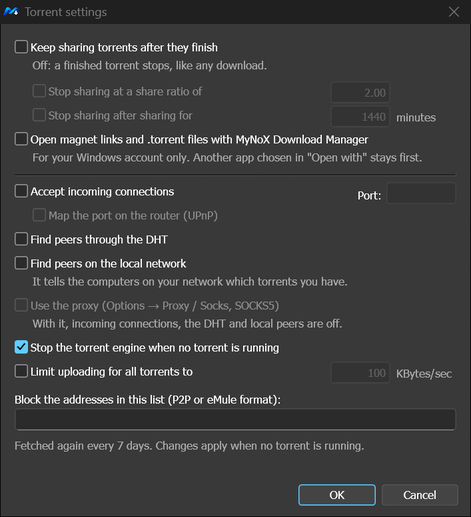 Torrent settings
Keep sharing torrents after they finish
Off: a finished torrent stops, like any download.
Stop sharing at a share ratio of 2.00
Stop sharing after sharing for 1440 minutes
Open magnet links and .torrent files with MyNoX Download Manager
For your Windows account only. Another app chosen in "Open with" stays first.
Accept incoming connections Port:
Map the port on the router (UPnP)
Find peers through the DHT
Find peers on the local network
It tells the computers on your network which torrents you have.
Use the proxy (Options → Proxy / Socks, SOCKS5)
With it, incoming connections, the DHT and local peers are off.
Stop the torrent engine when no torrent is running
Limit uploading for all torrents to 100 KBytes/sec
Block the addresses in this list (P2P or eMule format):
Fetched again every 7 days. Changes apply when no torrent is running.
OK Cancel